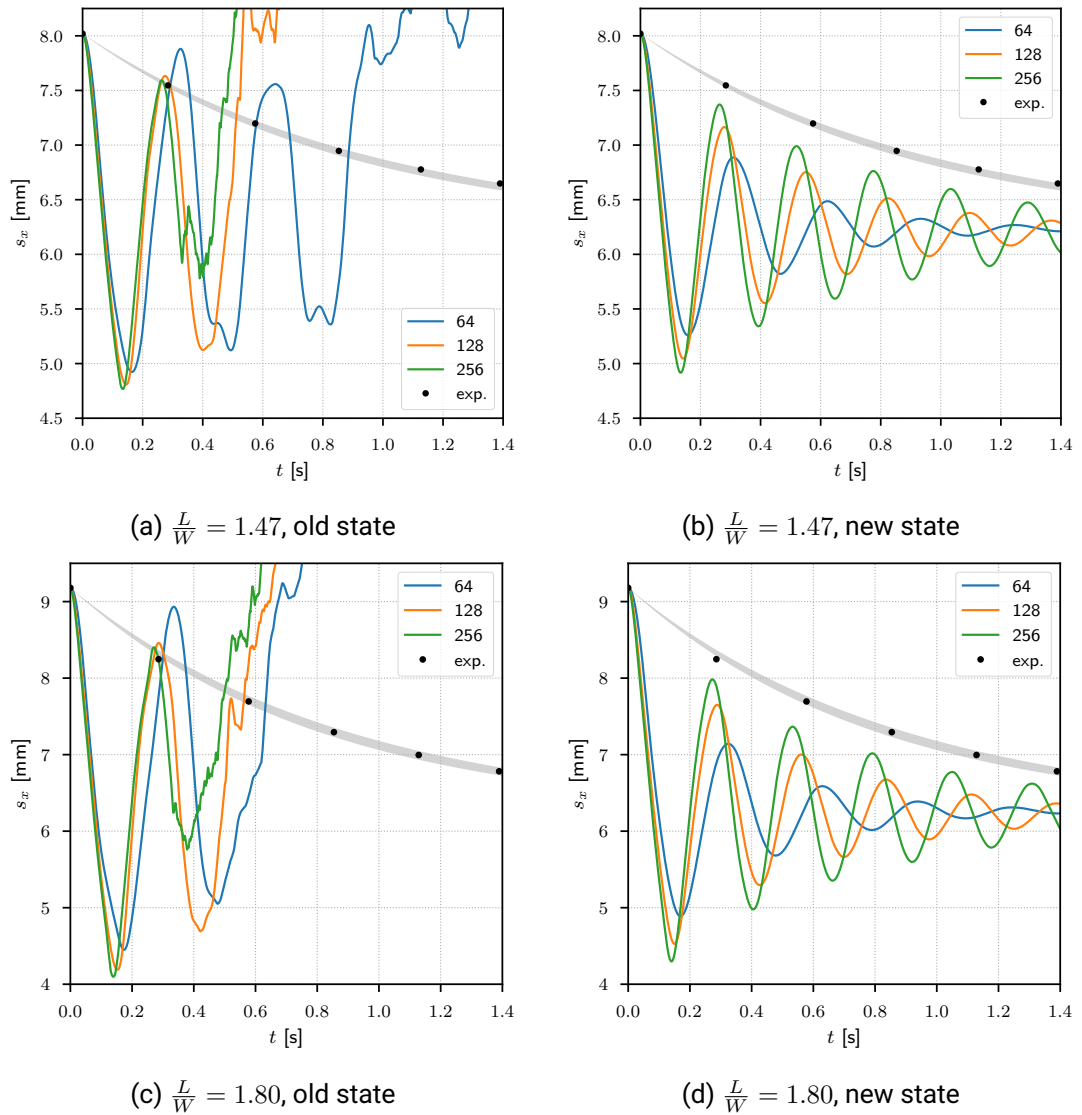 8.0
7.5
7.0
6.5
6.0
5.5
5.0
4.5
s_x [mm]
64
128
256
exp.
0.0 0.2 0.4 0.6 0.8 1.0 1.2 1.4
t [s]
(a) L/W = 1.47, old state
8.0
7.5
7.0
6.5
6.0
5.5
5.0
4.5
s_x [mm]
64
128
256
exp.
0.0 0.2 0.4 0.6 0.8 1.0 1.2 1.4
t [s]
(b) L/W = 1.47, new state
9
8
7
6
5
4
s_x [mm]
64
128
256
exp.
0.0 0.2 0.4 0.6 0.8 1.0 1.2 1.4
t [s]
(c) L/W = 1.80, old state
9
8
7
6
5
4
s_x [mm]
64
128
256
exp.
0.0 0.2 0.4 0.6 0.8 1.0 1.2 1.4
t [s]
(d) L/W = 1.80, new state